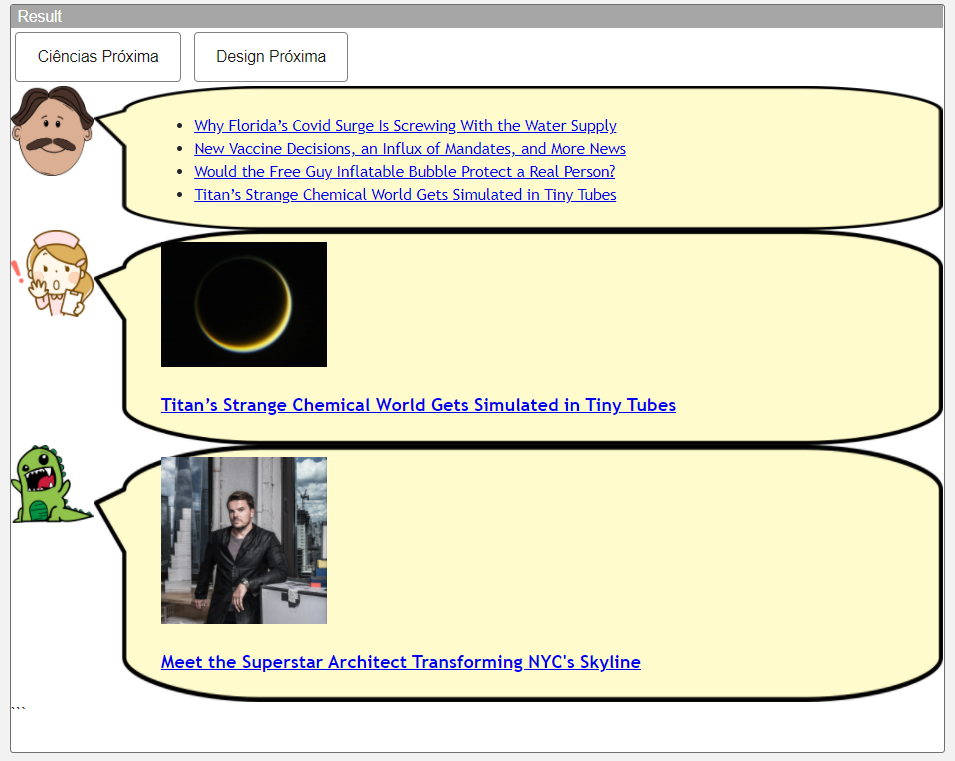 Result
Ciências Próxima Design Próxima
Why Florida’s Covid Surge Is Screwing With the Water Supply
New Vaccine Decisions, an Influx of Mandates, and More News
Would the Free Guy Inflatable Bubble Protect a Real Person?
Titan’s Strange Chemical World Gets Simulated in Tiny Tubes
Titan’s Strange Chemical World Gets Simulated in Tiny Tubes
Meet the Superstar Architect Transforming NYC's Skyline
```